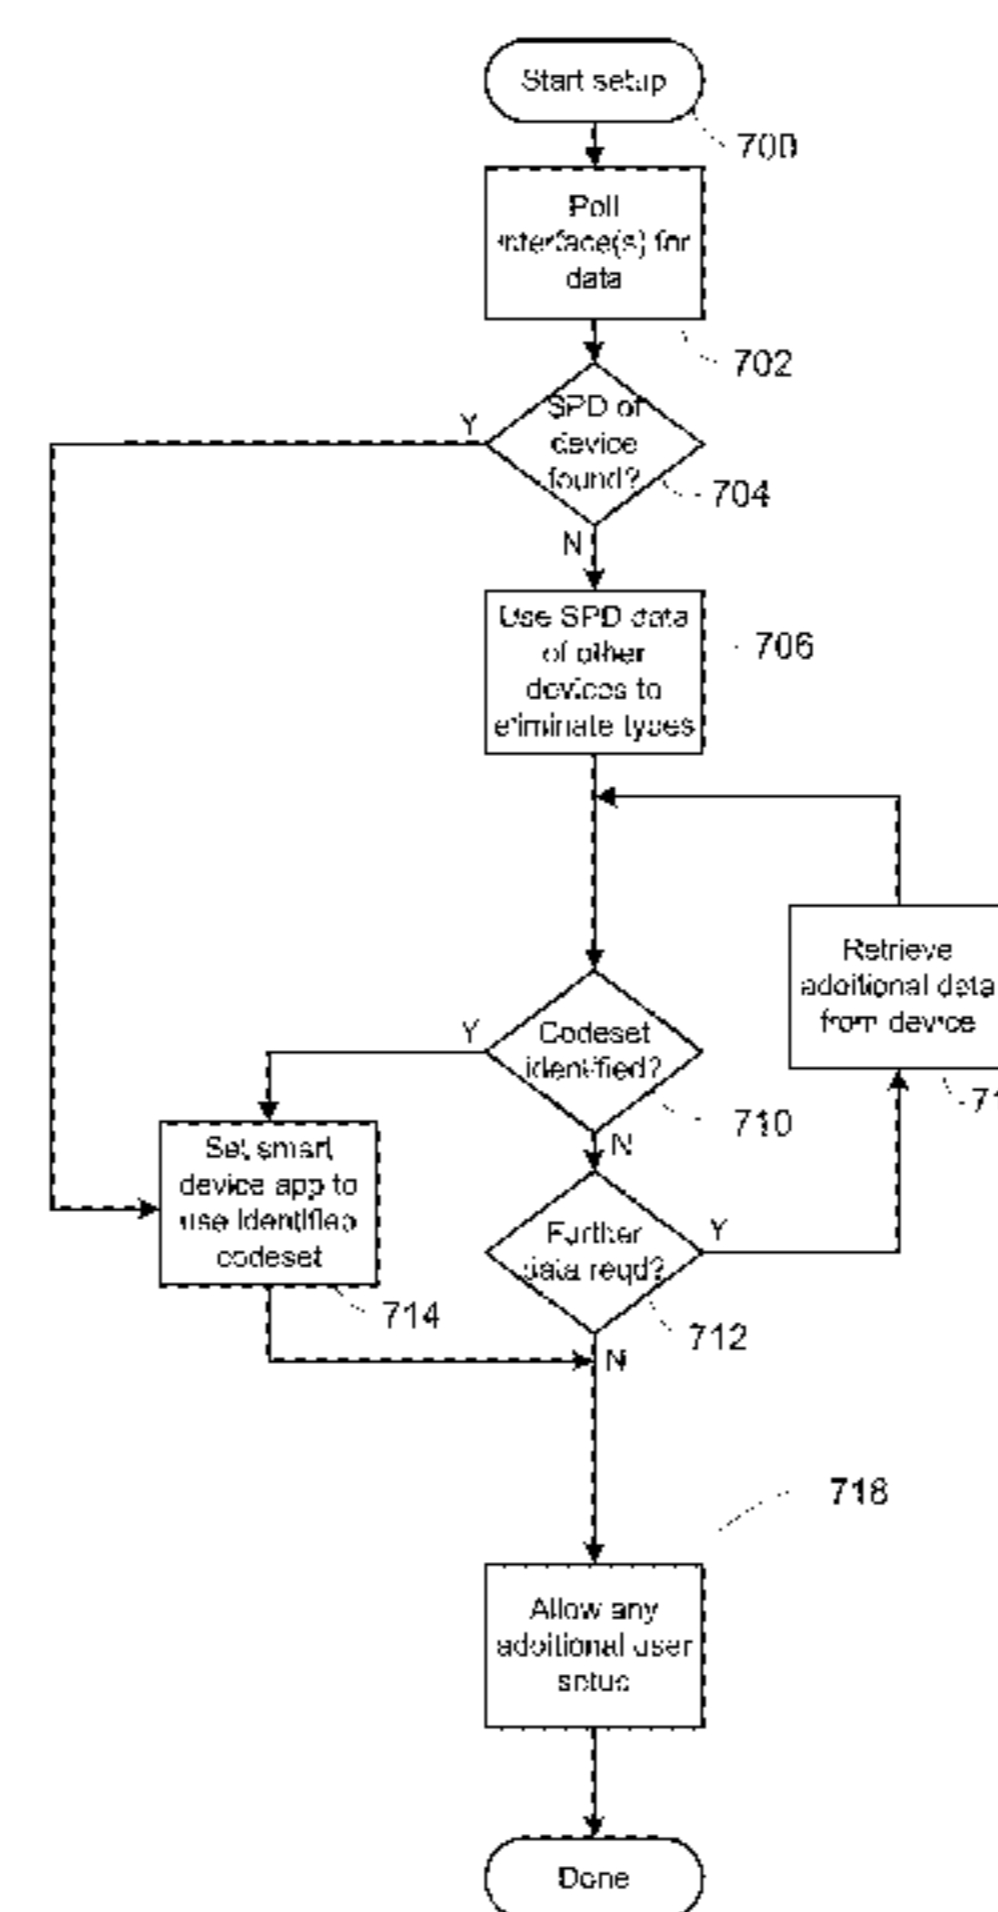 Start setup
700
Poll
interface(s) for
data
702
Y
SPD of
device
found?
704
N
Use SPD data
of other
devices to
eliminate types
706
Retrieve
additional data
from device
Y
Codeset
identified?
710
N
Set smart
device app to
use identified
codeset
714
Further
data reqd?
Y
712
N
718
Allow any
additional user
setup
Done